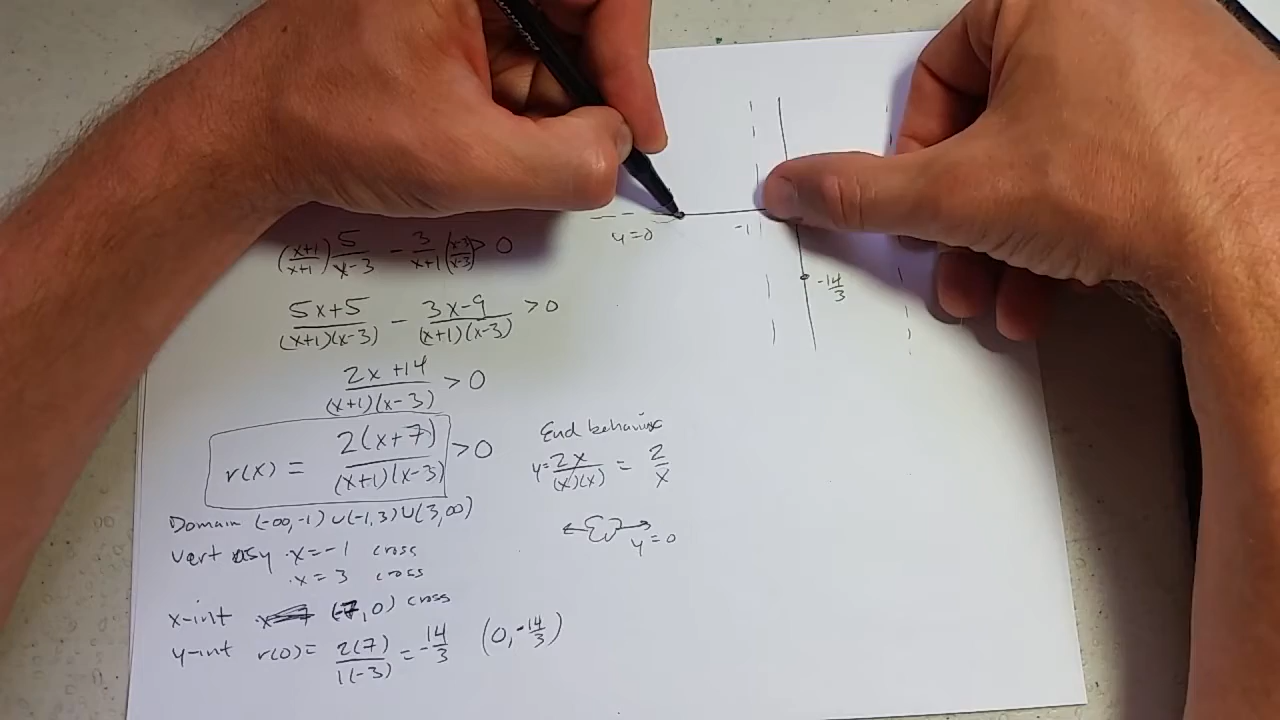 (x+1/x+1) 5/x-3 - 3/x+1 (x-3/x-3) > 0
5x+5/(x+1)(x-3) - 3x-9/(x+1)(x-3) > 0
2x+14/(x+1)(x-3) > 0
r(x) = 2(x+7)/(x+1)(x-3) > 0
Domain (-∞,-1)∪(-1,3)∪(3,∞)
Vert asy · x=-1 cross
· x=3 cross
x-int (-7,0) cross
y-int r(0)= 2(7)/1(-3) = -14/3 (0,-14/3)
End behavior
y= 2x/(x)(x) = 2/x
y=0
y=0
-1
-14/3